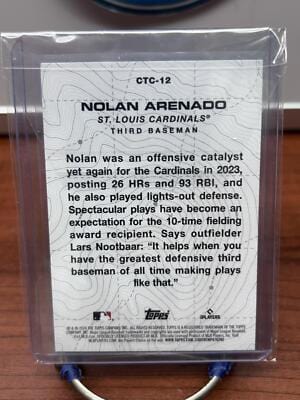 CTC-12
NOLAN ARENADO
ST. LOUIS CARDINALS®
THIRD BASEMAN
Nolan was an offensive catalyst
yet again for the Cardinals in 2023,
posting 26 HRs and 93 RBI, and
he also played lights-out defense.
Spectacular plays have become an
expectation for the 10-time fielding
award recipient. Says outfielder
Lars Nootbaar: “It helps when you
have the greatest defensive third
baseman of all time making plays
like that.”
Topps
PLAYERS